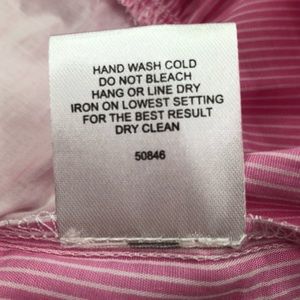 HAND WASH COLD
DO NOT BLEACH
HANG OR LINE DRY
IRON ON LOWEST SETTING
FOR THE BEST RESULT
DRY CLEAN
50846